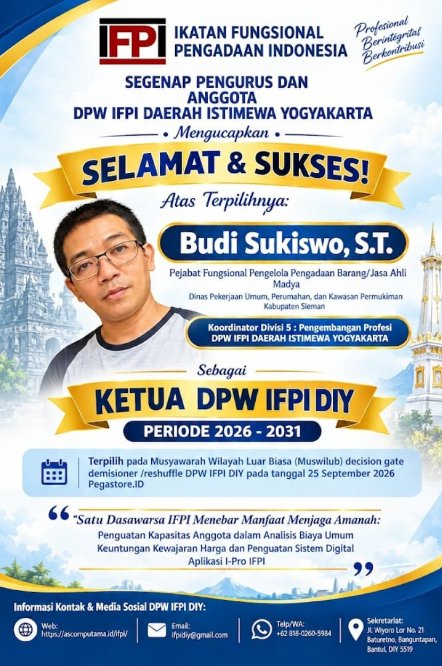 IFPI
IKATAN FUNGSIONAL
PENGADAAN INDONESIA
Profesional
Berintegritas
Berkontribusi
SEGENAP PENGURUS DAN
ANGGOTA
DPW IFPI DAERAH ISTIMEWA YOGYAKARTA
Mengucapkan
SELAMAT & SUKSES!
Atas Terpilihnya:
Budi Sukiswo, S.T.
Pejabat Fungsional Pengelola Pengadaan Barang/Jasa Ahli
Madya
Dinas Pekerjaan Umum, Perumahan, dan Kawasan Permukiman
Kabupaten Sleman
Koordinator Divisi 5 : Pengembangan Profesi
DPW IFPI DAERAH ISTIMEWA YOGYAKARTA
Sebagai
KETUA DPW IFPI DIY
PERIODE 2026 - 2031
Terpilih pada Musyawarah Wilayah Luar Biasa (Muswilub) decision gate
demisioner /reshuffle DPW IFPI DIY pada tanggal 25 September 2026
Pegastore.ID
“Satu Dasawarsa IFPI Menebar Manfaat Menjaga Amanah:
Penguatan Kapasitas Anggota dalam Analisis Biaya Umum
Keuntungan Kewajaran Harga dan Penguatan Sistem Digital
Aplikasi I-Pro IFPI
”
Informasi Kontak & Media Sosial DPW IFPI DIY:
Web:
https://ascomputama.id/ifpi/
Email:
ifpidiy@gmail.com
Telp/WA:
+62 818-0260-5984
Sekretariat:
Jl. Wiyoro Lor No. 21
Baturetno, Banguntapan,
Bantul, DIY 5519